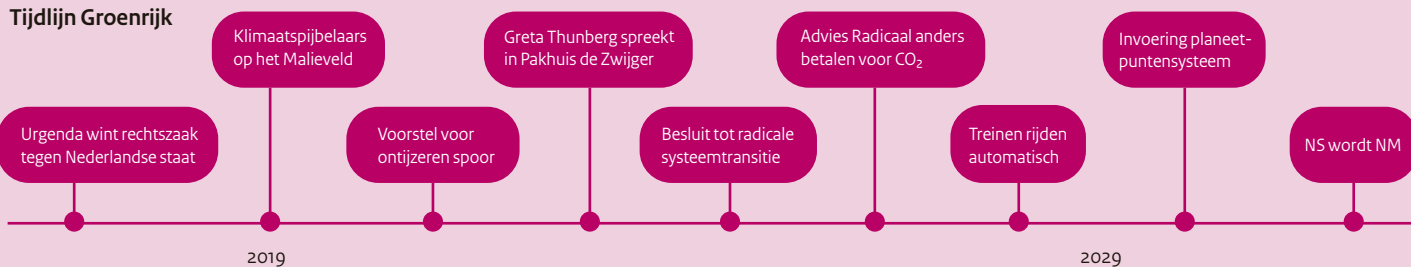 Tijdlijn Groenrijk
Urgenda wint rechtszaak
tegen Nederlandse staat
Klimaatspijbelaars
op het Malieveld
Voorstel voor
ontijzeren spoor
Greta Thunberg spreekt
in Pakhuis de Zwijger
Besluit tot radicale
systeemtransitie
Advies Radicaal anders
betalen voor CO₂
Treinen rijden
automatisch
Invoering planeet-
puntensysteem
NS wordt NM
2019
2029